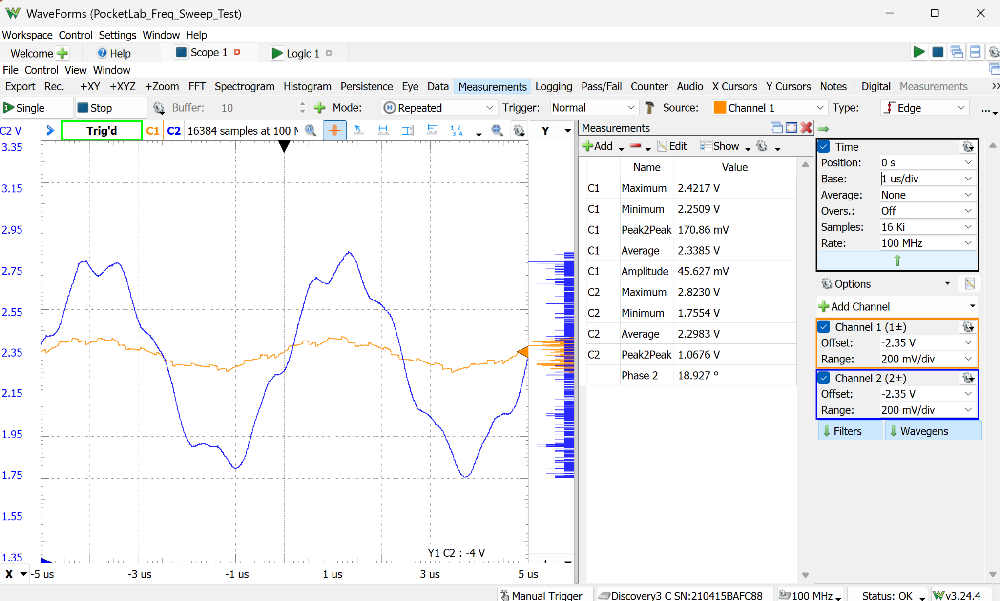 WaveForms (PocketLab_Freq_Sweep_Test)
Workspace Control Settings Window Help
Welcome Help Scope 1 Logic 1
File Control View Window
Export Rec. +XY +XYZ +Zoom FFT Spectrogram Histogram Persistence Eye Data Measurements Logging Pass/Fail Counter Audio X Cursors Y Cursors Notes Digital Measurements »
Single Stop Buffer: 10 Mode: Repeated Trigger: Normal Source: Channel 1 Type: Edge ...
C2 V Trig'd C1 C2 16384 samples at 100 M Y
3.35
3.15
2.95
2.75
2.55
2.35
2.15
1.95
1.75
1.55
1.35
Y1 C2 : -4 V
1
X -5 us -3 us -1 us 1 us 3 us 5 us
Measurements
Add Edit Show
Name Value
C1 Maximum 2.4217 V
C1 Minimum 2.2509 V
C1 Peak2Peak 170.86 mV
C1 Average 2.3385 V
C1 Amplitude 45.627 mV
C2 Maximum 2.8230 V
C2 Minimum 1.7554 V
C2 Average 2.2983 V
C2 Peak2Peak 1.0676 V
Phase 2 18.927 °
Time
Position: 0 s
Base: 1 us/div
Average: None
Overs.: Off
Samples: 16 Ki
Rate: 100 MHz
Options
Add Channel
Channel 1 (1±)
Offset: -2.35 V
Range: 200 mV/div
Channel 2 (2±)
Offset: -2.35 V
Range: 200 mV/div
Filters Wavegens
Manual Trigger Discovery3 C SN:210415BAFC88 100 MHz Status: OK v3.24.4